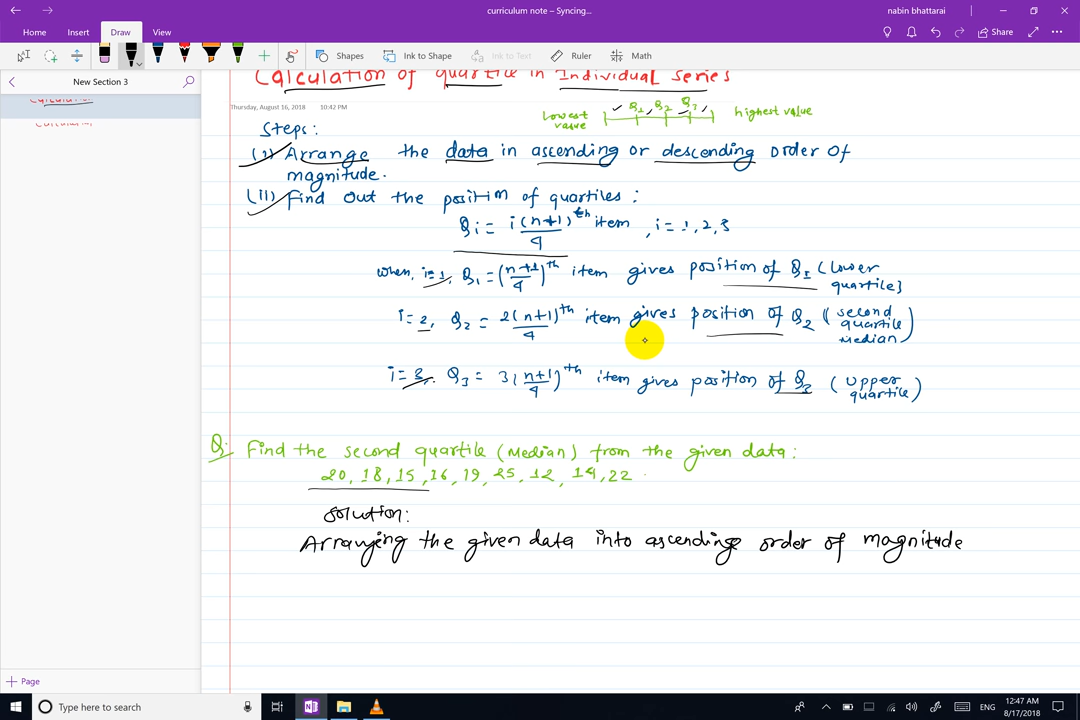 curriculum note – Syncing...
nabin bhattarai
Home Insert Draw View
Share
Shapes Ink to Shape Ink to Text Ruler Math
New Section 3
Calculation of quartile in Individual Series
Thursday, August 16, 2018 10:42 PM
Lowest value Q1, Q2 Q3, highest value
Steps:
(i) Arrange the data in ascending or descending order of
magnitude.
(ii) Find out the position of quartiles:
Qi = i(n+1)/4 th item, i = 1, 2, 3
when, i=1, Q1 = (n+1/4)th item gives position of Q1 (lower quartile)
i=2, Q2 = 2(n+1)/4 th item gives position of Q2 (second quartile Median)
i=3, Q3 = 3(n+1/4)th item gives position of Q3 (upper quartile)
Q. Find the second quartile (Median) from the given data:
20, 18, 15, 16, 19, 25, 12, 14, 22.
Solution:
Arranging the given data into ascending order of magnitude
+ Page
Type here to search
ENG
12:47 AM
8/17/2018